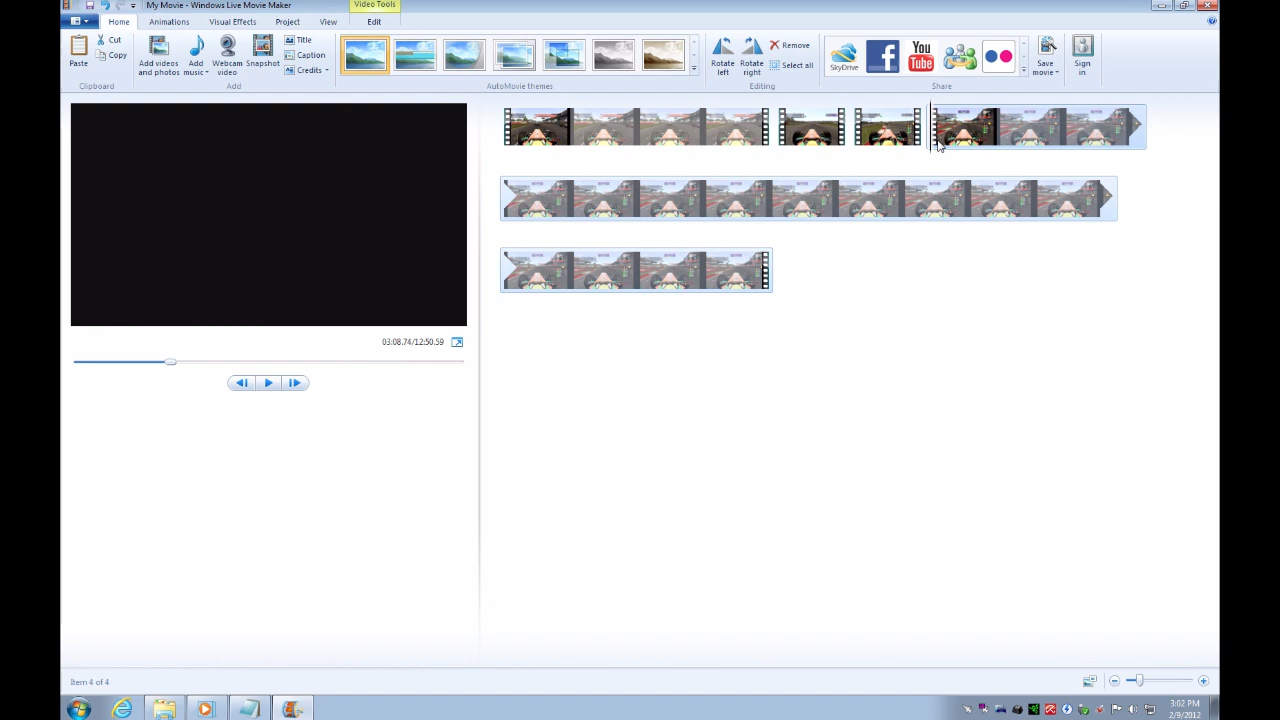 My Movie - Windows Live Movie Maker
Video Tools
Home
Animations
Visual Effects
Project
View
Edit
Paste
Cut
Copy
Clipboard
Add videos
and photos
Add
music
Webcam
video
Snapshot
Title
Caption
Credits
Add
AutoMovie themes
Rotate
left
Rotate
right
Remove
Select all
Editing
SkyDrive
f
You
Tube
Share
Save
movie
Sign
in
03:08.74/12:50.59
Item 4 of 4
3:02 PM
2/9/2012